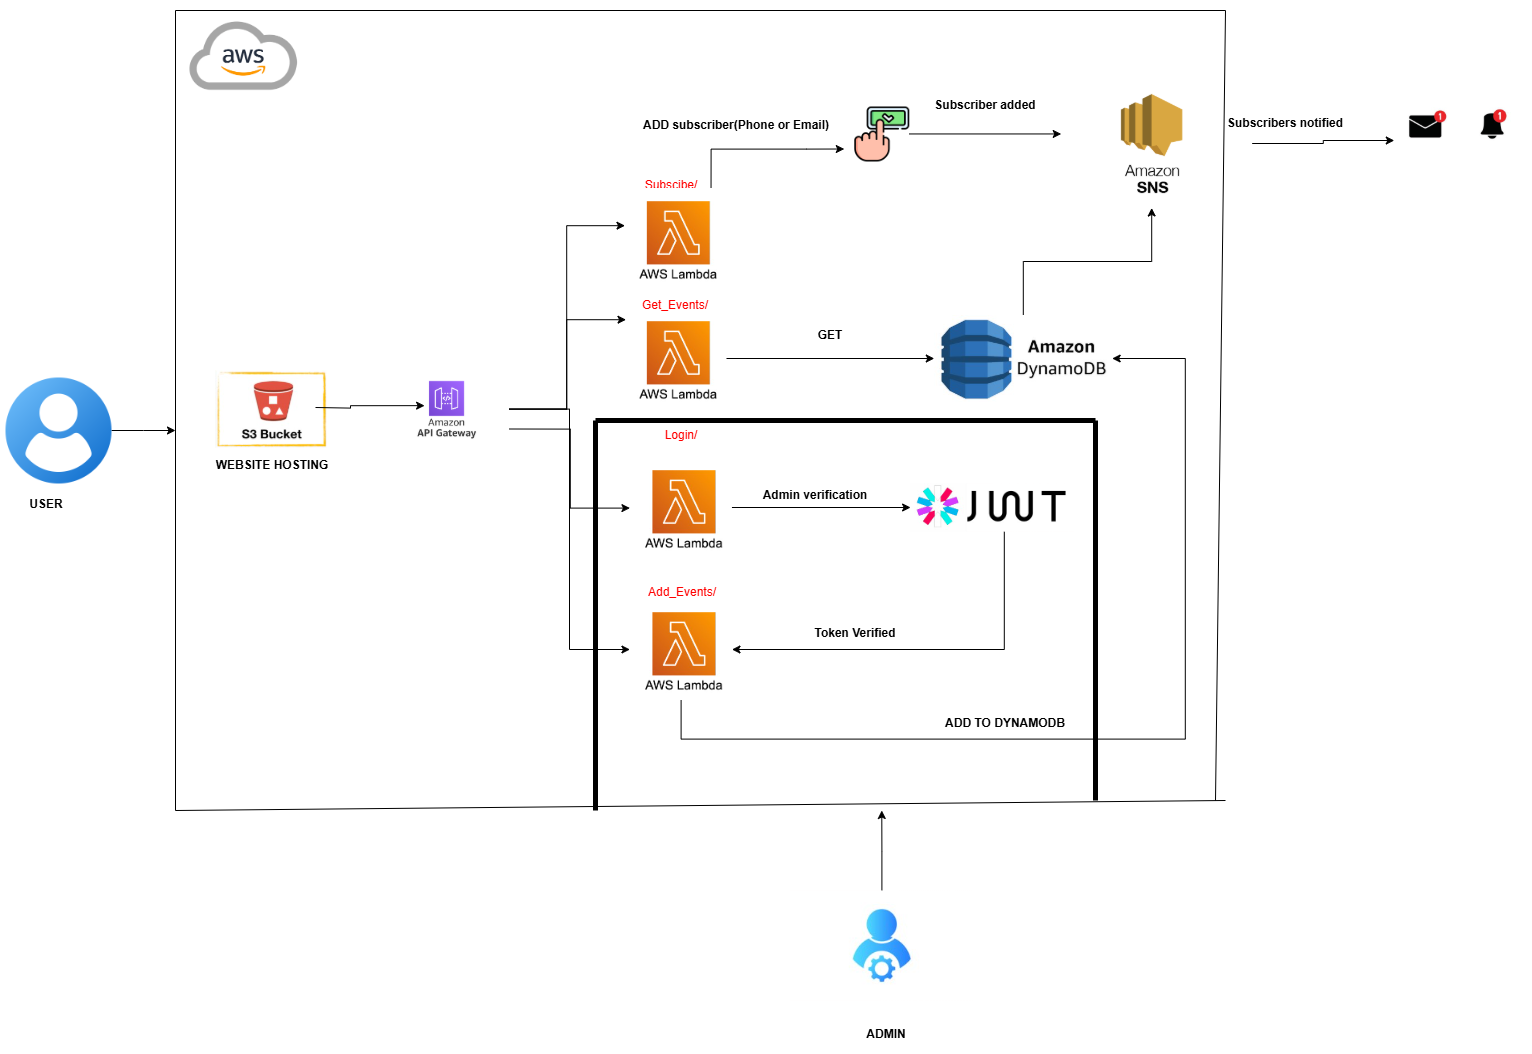 aws
ADD subscriber(Phone or Email)
Subscriber added
Subscribers notified
1
1
Amazon
SNS
Subscibe/
AWS Lambda
Get_Events/
AWS Lambda
GET
Amazon
DynamoDB
S3 Bucket
WEBSITE HOSTING
Amazon
API Gateway
USER
Login/
AWS Lambda
Admin verification
JWT
Add_Events/
AWS Lambda
Token Verified
ADD TO DYNAMODB
ADMIN